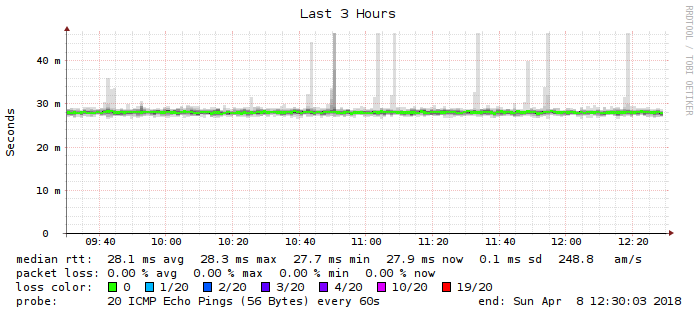 Last 3 Hours
RRDTOOL / TOBI OETIKER
Seconds
40 m
30 m
20 m
10 m
0
09:40 10:00 10:20 10:40 11:00 11:20 11:40 12:00 12:20
median rtt: 28.1 ms avg 28.3 ms max 27.7 ms min 27.9 ms now 0.1 ms sd 248.8 am/s
packet loss: 0.00 % avg 0.00 % max 0.00 % min 0.00 % now
loss color: 0 1/20 2/20 3/20 4/20 10/20 19/20
probe: 20 ICMP Echo Pings (56 Bytes) every 60s end: Sun Apr 8 12:30:03 2018